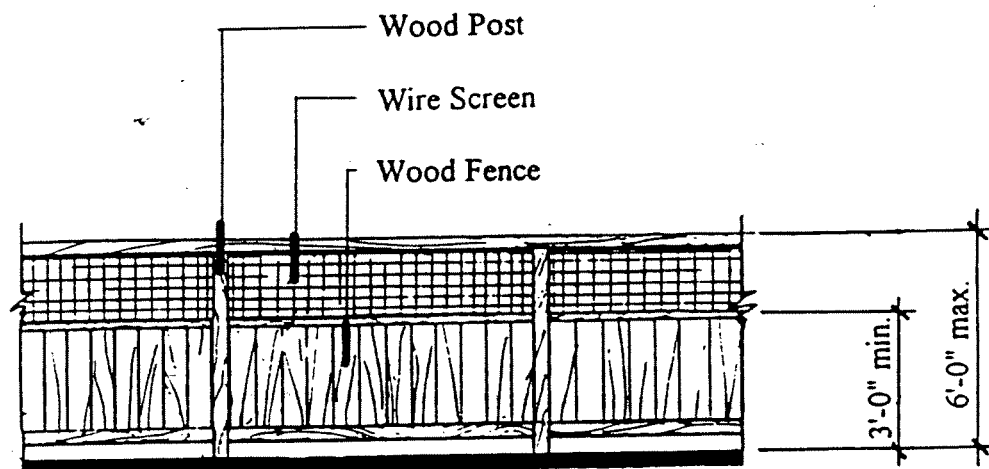 Wood Post
Wire Screen
Wood Fence
3'-0" min.
6'-0" max.